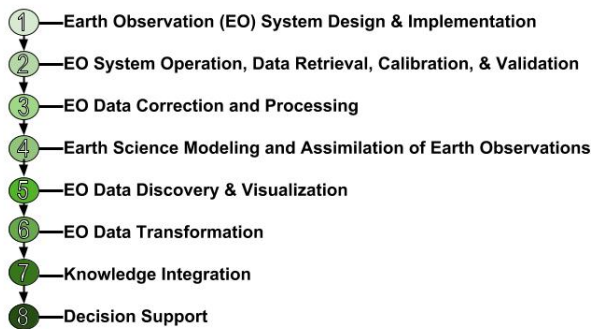 1 Earth Observation (EO) System Design & Implementation
2 EO System Operation, Data Retrieval, Calibration, & Validation
3 EO Data Correction and Processing
4 Earth Science Modeling and Assimilation of Earth Observations
5 EO Data Discovery & Visualization
6 EO Data Transformation
7 Knowledge Integration
8 Decision Support